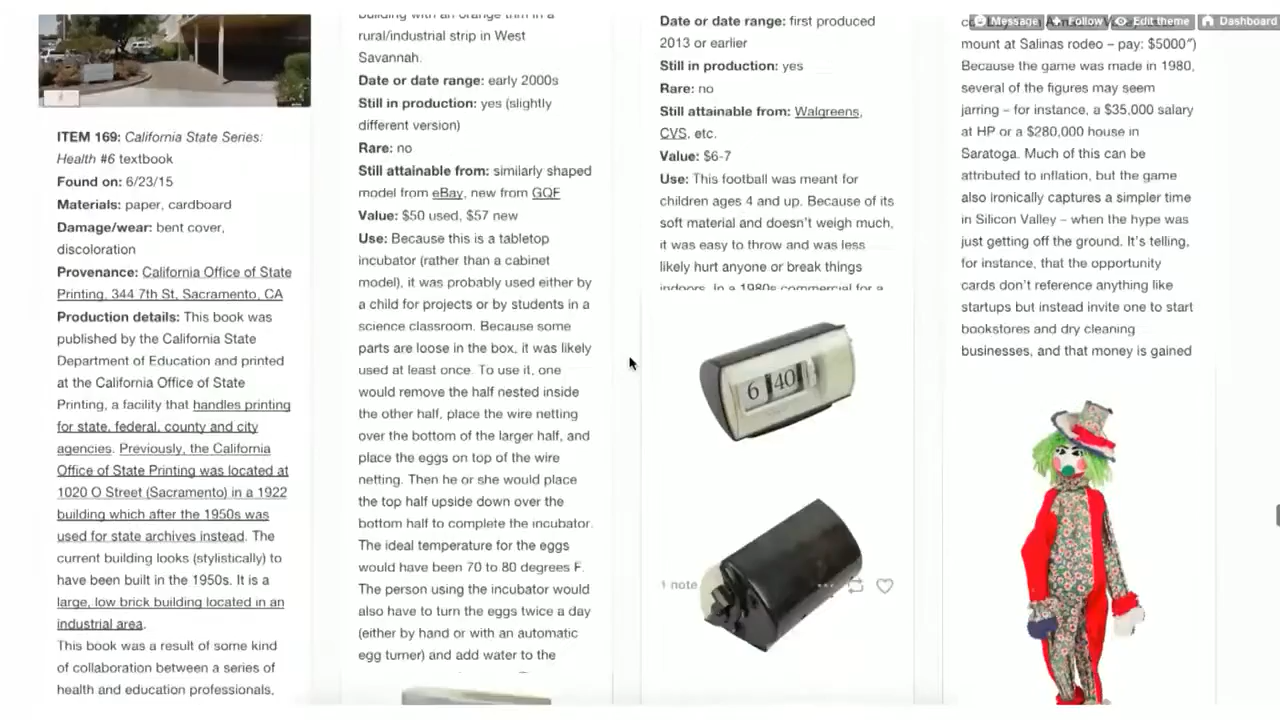 Message
Follow
Edit theme
Dashboard
ITEM 169: California State Series:
Health #6 textbook
Found on: 6/23/15
Materials: paper, cardboard
Damage/wear: bent cover,
discoloration
Provenance: California Office of State
Printing, 344 7th St, Sacramento, CA
Production details: This book was
published by the California State
Department of Education and printed
at the California Office of State
Printing, a facility that handles printing
for state, federal, county and city
agencies. Previously, the California
Office of State Printing was located at
1020 O Street (Sacramento) in a 1922
building which after the 1950s was
used for state archives instead. The
current building looks (stylistically) to
have been built in the 1950s. It is a
large, low brick building located in an
industrial area.
This book was a result of some kind
of collaboration between a series of
health and education professionals,
building with an orange trim in a
rural/industrial strip in West
Savannah.
Date or date range: early 2000s
Still in production: yes (slightly
different version)
Rare: no
Still attainable from: similarly shaped
model from eBay, new from GQF
Value: $50 used, $57 new
Use: Because this is a tabletop
incubator (rather than a cabinet
model), it was probably used either by
a child for projects or by students in a
science classroom. Because some
parts are loose in the box, it was likely
used at least once. To use it, one
would remove the half nested inside
the other half, place the wire netting
over the bottom of the larger half, and
place the eggs on top of the wire
netting. Then he or she would place
the top half upside down over the
bottom half to complete the incubator.
The ideal temperature for the eggs
would have been 70 to 80 degrees F.
The person using the incubator would
also have to turn the eggs twice a day
(either by hand or with an automatic
egg turner) and add water to the
Date or date range: first produced
2013 or earlier
Still in production: yes
Rare: no
Still attainable from: Walgreens,
CVS, etc.
Value: $6-7
Use: This football was meant for
children ages 4 and up. Because of its
soft material and doesn't weigh much,
it was easy to throw and was less
likely hurt anyone or break things
indoors. In a 1980s commercial for a
6 40
1 note
mount at Salinas rodeo – pay: $5000")
Because the game was made in 1980,
several of the figures may seem
jarring – for instance, a $35,000 salary
at HP or a $280,000 house in
Saratoga. Much of this can be
attributed to inflation, but the game
also ironically captures a simpler time
in Silicon Valley – when the hype was
just getting off the ground. It's telling,
for instance, that the opportunity
cards don't reference anything like
startups but instead invite one to start
bookstores and dry cleaning
businesses, and that money is gained